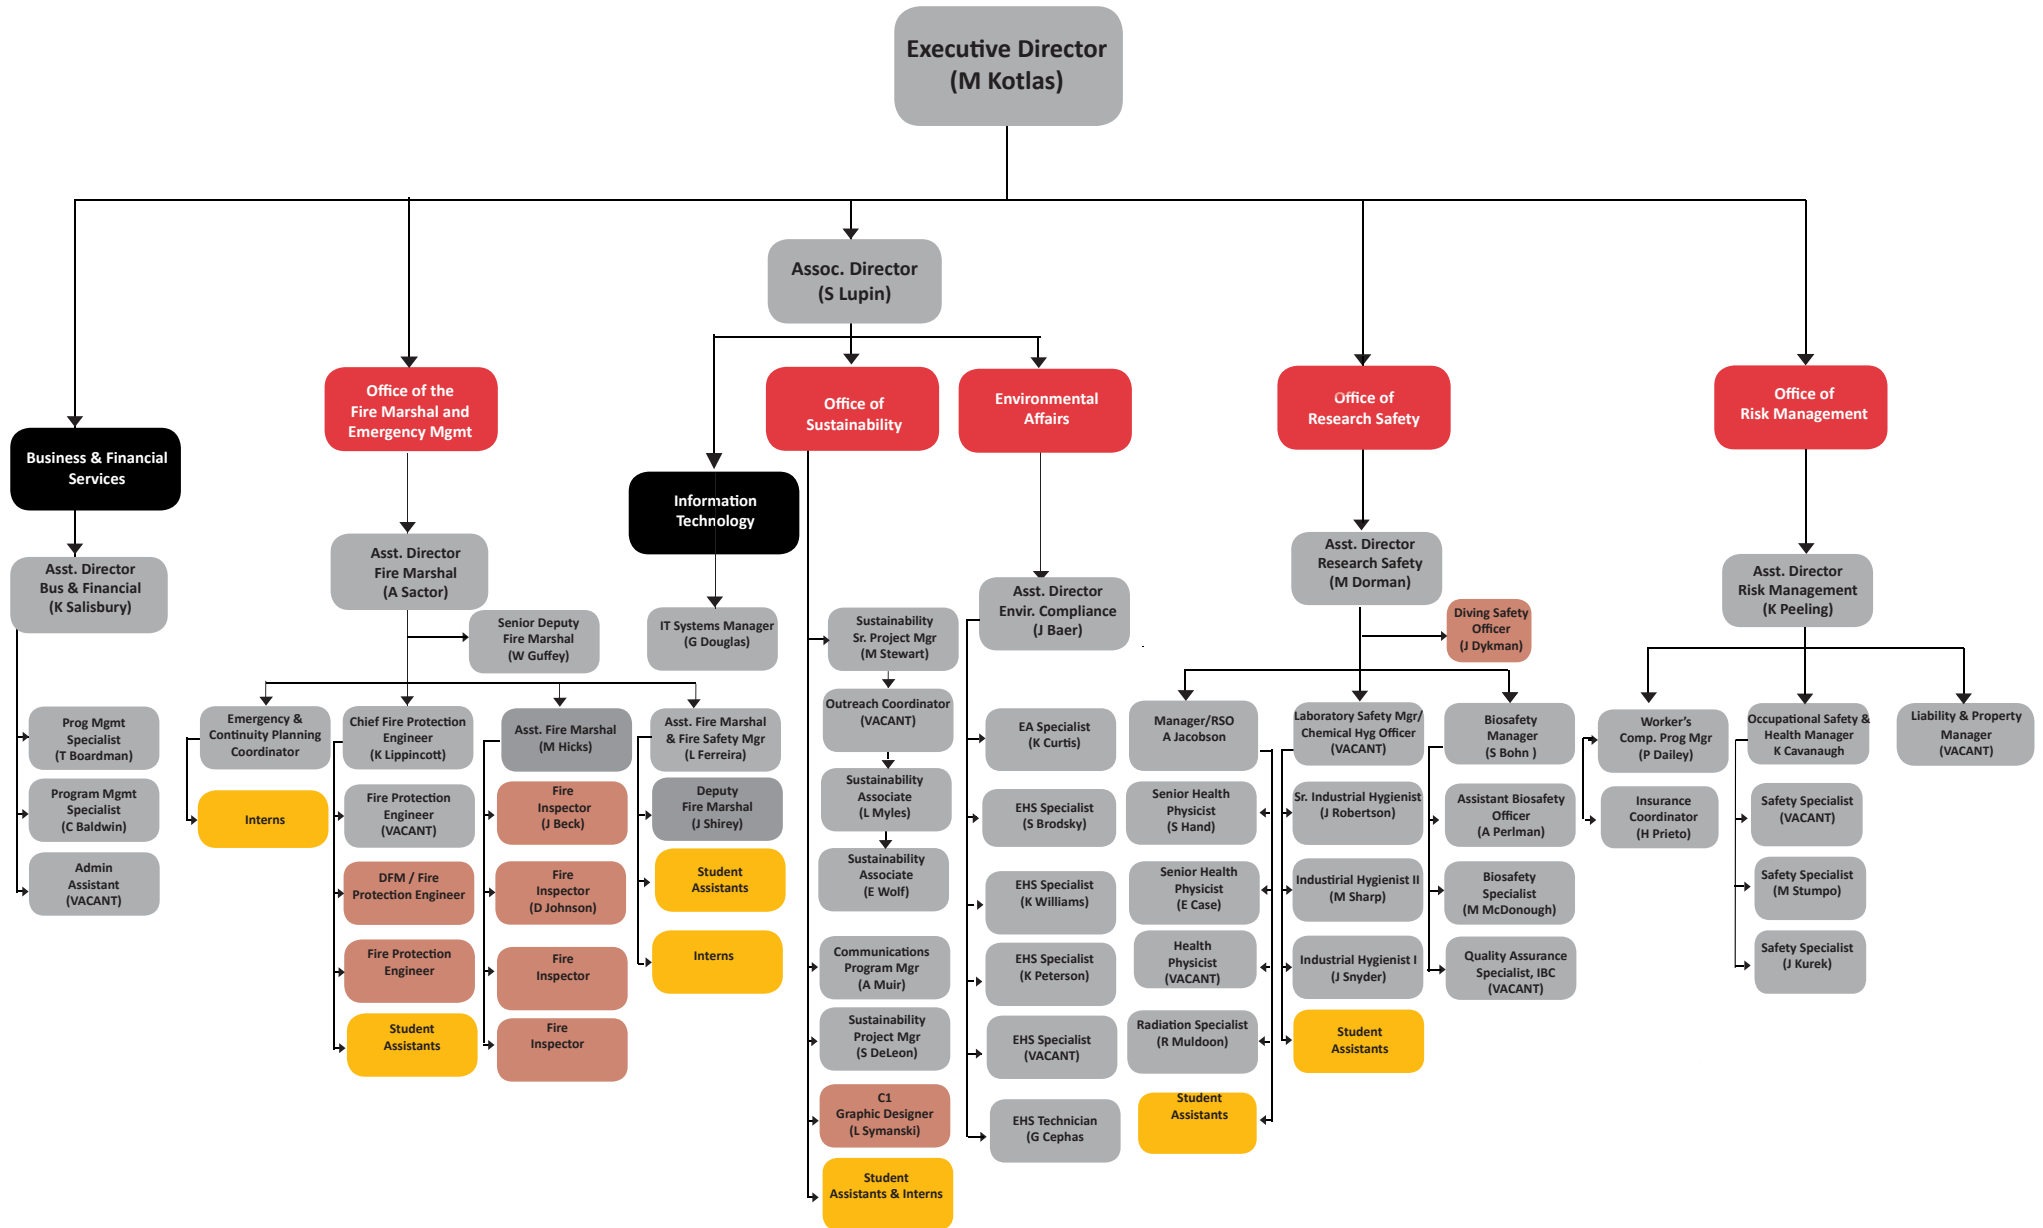 Executive Director
(M Kotlas)
Assoc. Director
(S Lupin)
Business & Financial
Services
Asst. Director
Bus & Financial
(K Salisbury)
Prog Mgmt
Specialist
(T Boardman)
Program Mgmt
Specialist
(C Baldwin)
Admin
Assistant
(VACANT)
Office of the
Fire Marshal and
Emergency Mgmt
Asst. Director
Fire Marshal
(A Sactor)
Senior Deputy
Fire Marshal
(W Guffey)
Emergency &
Continuity Planning
Coordinator
Interns
Chief Fire Protection
Engineer
(K Lippincott)
Fire Protection
Engineer
(VACANT)
DFM / Fire
Protection Engineer
Fire Protection
Engineer
Student
Assistants
Asst. Fire Marshal
(M Hicks)
Fire
Inspector
(J Beck)
Fire
Inspector
(D Johnson)
Fire
Inspector
Fire
Inspector
Asst. Fire Marshal
& Fire Safety Mgr
(L Ferreira)
Deputy
Fire Marshal
(J Shirey)
Student
Assistants
Interns
Information
Technology
IT Systems Manager
(G Douglas)
Office of
Sustainability
Sustainability
Sr. Project Mgr
(M Stewart)
Outreach Coordinator
(VACANT)
Sustainability
Associate
(L Myles)
Sustainability
Associate
(E Wolf)
Communications
Program Mgr
(A Muir)
Sustainability
Project Mgr
(S DeLeon)
C1
Graphic Designer
(L Symanski)
Student
Assistants & Interns
Environmental
Affairs
Asst. Director
Envir. Compliance
(J Baer)
EA Specialist
(K Curtis)
EHS Specialist
(S Brodsky)
EHS Specialist
(K Williams)
EHS Specialist
(K Peterson)
EHS Specialist
(VACANT)
EHS Technician
(G Cephas
Office of
Research Safety
Asst. Director
Research Safety
(M Dorman)
Diving Safety
Officer
(J Dykman)
Manager/RSO
A Jacobson
Senior Health
Physicist
(S Hand)
Senior Health
Physicist
(E Case)
Health
Physicist
(VACANT)
Radiation Specialist
(R Muldoon)
Student
Assistants
Laboratory Safety Mgr/
Chemical Hyg Officer
(VACANT)
Sr. Industrial Hygienist
(J Robertson)
Industirial Hygienist II
(M Sharp)
Industrial Hygienist I
(J Snyder)
Student
Assistants
Biosafety
Manager
(S Bohn )
Assistant Biosafety
Officer
(A Perlman)
Biosafety
Specialist
(M McDonough)
Quality Assurance
Specialist, IBC
(VACANT)
Office of
Risk Management
Asst. Director
Risk Management
(K Peeling)
Worker's
Comp. Prog Mgr
(P Dailey)
Insurance
Coordinator
(H Prieto)
Occupational Safety &
Health Manager
K Cavanaugh
Safety Specialist
(VACANT)
Safety Specialist
(M Stumpo)
Safety Specialist
(J Kurek)
Liability & Property
Manager
(VACANT)